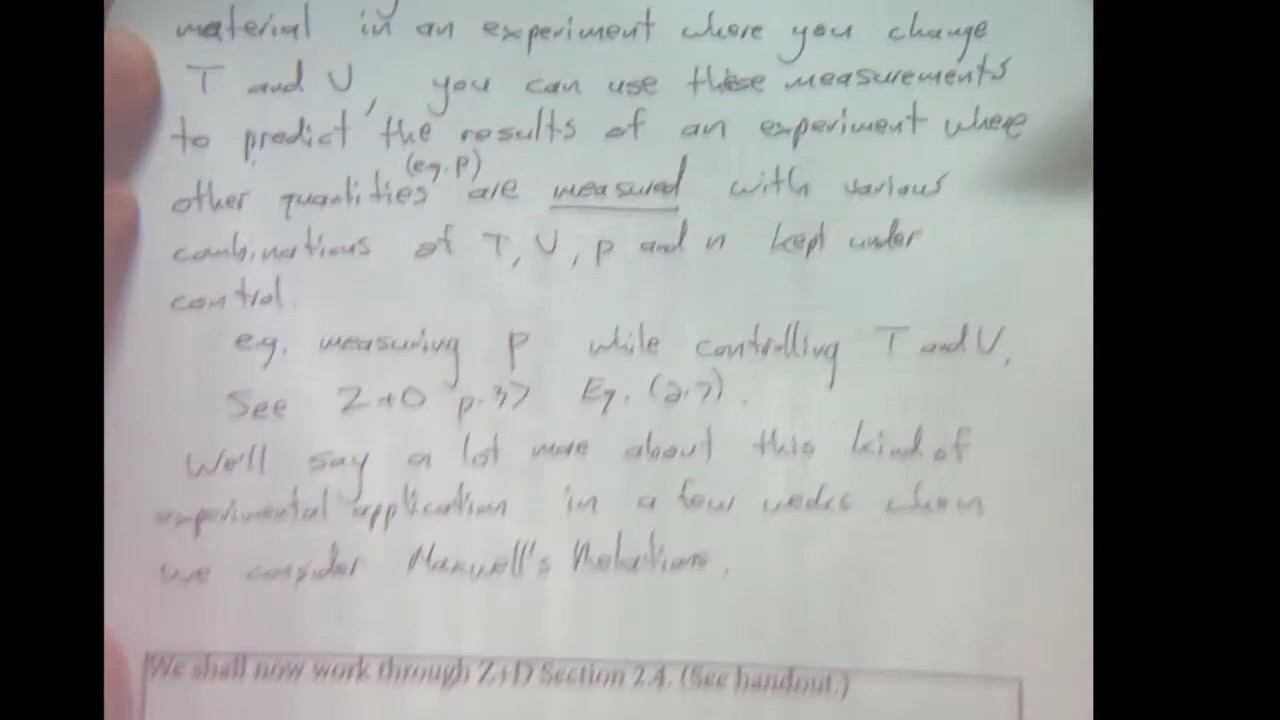 material in an experiment where you change
T and V, you can use these measurements
to predict the results of an experiment where
(eg. p)
other quantities are measured with various
combinations of T, V, p and n kept under
control.
e.g. measuring p while controlling T and V.
See Z+D p.37 Eq. (2.7).
We'll say a lot more about this kind of
experimental application in a few weeks when
we consider Maxwell's Relations.
We shall now work through Z+D Section 2.4. (See handout.)